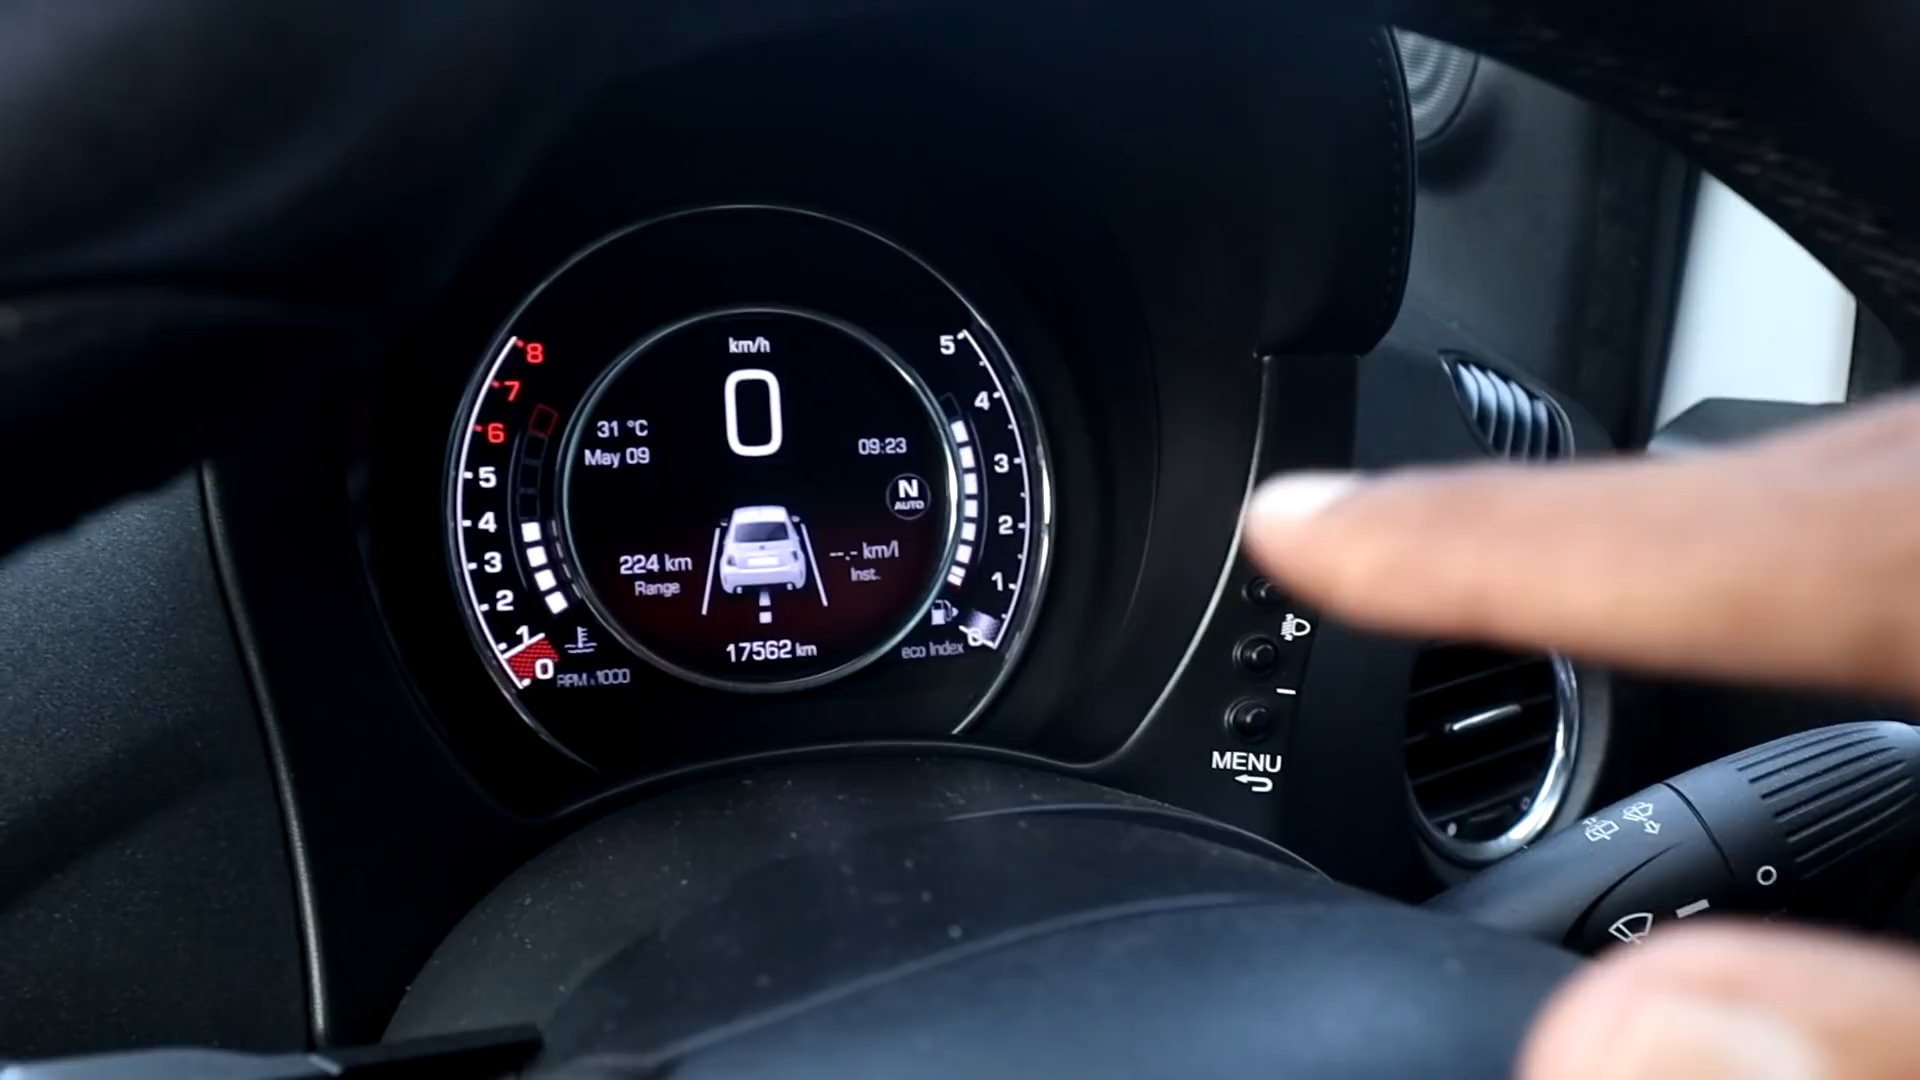 km/h
0
31 °C
May 09
09:23
N
AUTO
224 km
Range
--.- km/l
Inst.
17562 km
8
7
6
5
4
3
2
1
0
RPM x1000
5
4
3
2
1
0
eco Index
MENU